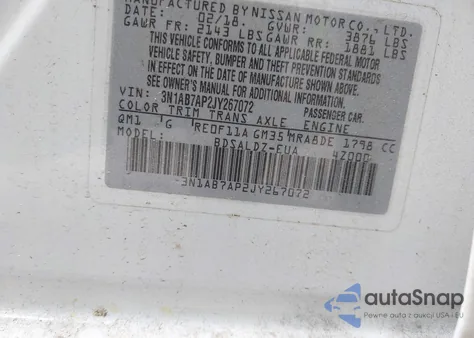 MANUFACTURED BY NISSAN MOTOR CO., LTD.
DATE: 02/18. GVWR: 3876 LBS
GAWR FR: 2143 LBS GAWR RR: 1881 LBS
THIS VEHICLE CONFORMS TO ALL APPLICABLE FEDERAL MOTOR
VEHICLE SAFETY, BUMPER AND THEFT PREVENTION STANDARDS
IN EFFECT ON THE DATE OF MANUFACTURE SHOWN ABOVE.
SEE OWNER'S MANUAL FOR ADDITIONAL INFORMATION
VIN: 3N1AB7AP2JY267072 PASSENGER CAR
COLOR TRIM TRANS AXLE ENGINE
QM1 G RE0F11A GM35 MRA8DE 1798 CC
MODEL: BDSALDZ-EUA 4Z00C
3N1AB7AP2JY267072
autoSnap
Pewne auta z aukcji USA i EU